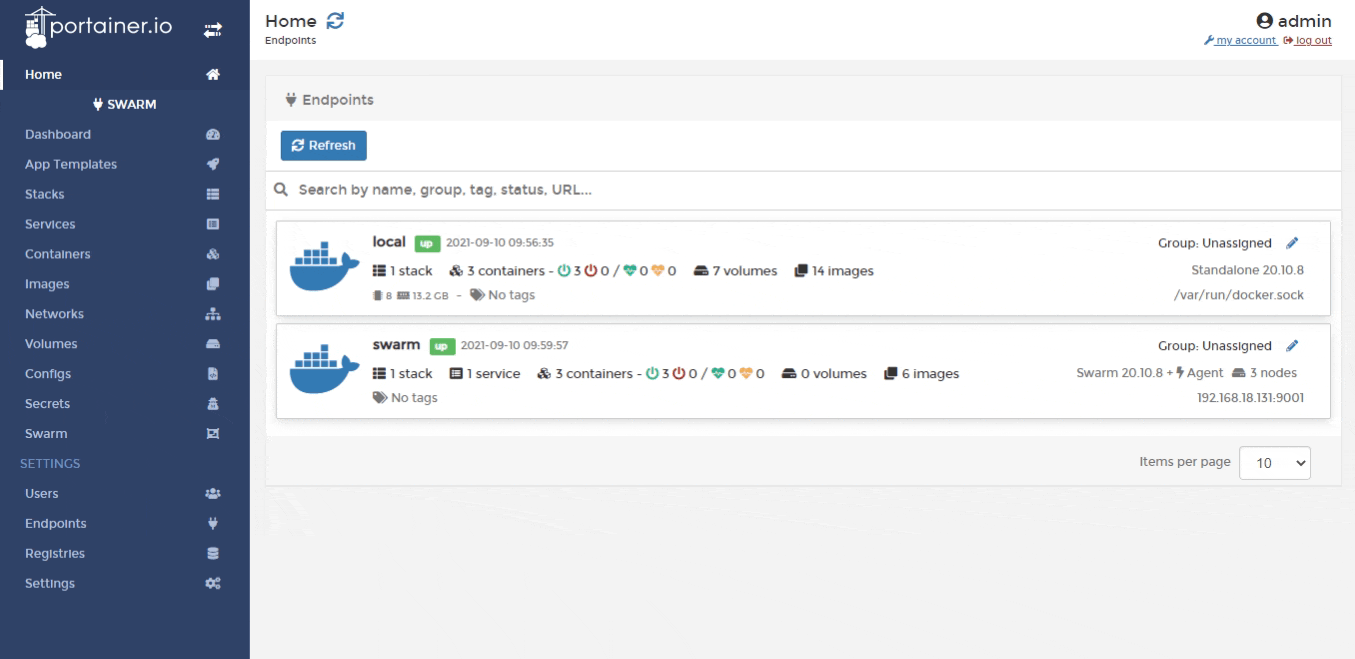 portainer.io
Home
SWARM
Dashboard
App Templates
Stacks
Services
Containers
Images
Networks
Volumes
Configs
Secrets
Swarm
SETTINGS
Users
Endpoints
Registries
Settings
Home
Endpoints
admin
my account log out
Endpoints
Refresh
Search by name, group, tag, status, URL...
local up 2021-09-10 09:56:35 Group: Unassigned
1 stack 3 containers - 3 0 / 0 0 7 volumes 14 images Standalone 20.10.8
8 13.2 GB - No tags /var/run/docker.sock
swarm up 2021-09-10 09:59:57 Group: Unassigned
1 stack 1 service 3 containers - 3 0 / 0 0 0 volumes 6 images Swarm 20.10.8 + Agent 3 nodes
No tags 192.168.18.131:9001
Items per page 10